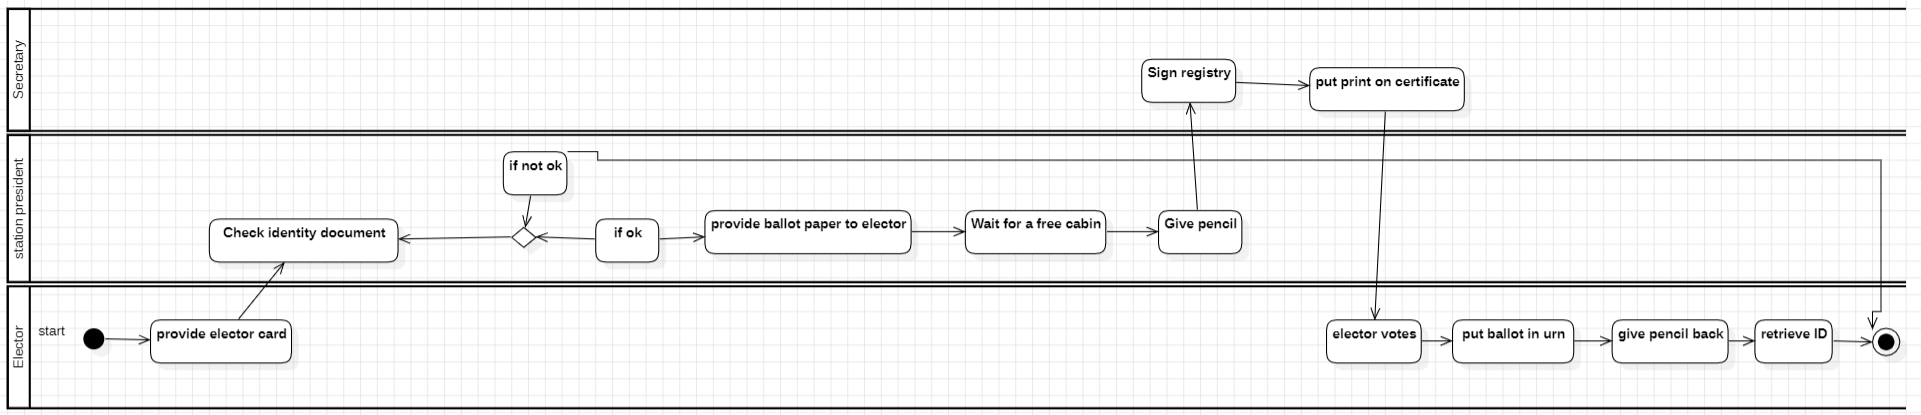 Secretary
Sign registry
put print on certificate
station president
if not ok
Check identity document
if ok
provide ballot paper to elector
Wait for a free cabin
Give pencil
Elector
start
provide elector card
elector votes
put ballot in urn
give pencil back
retrieve ID